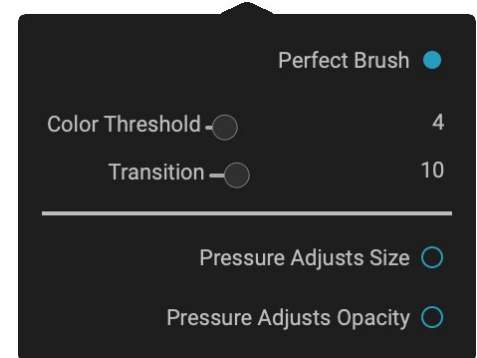 Perfect Brush
Color Threshold 4
Transition 10
Pressure Adjusts Size
Pressure Adjusts Opacity